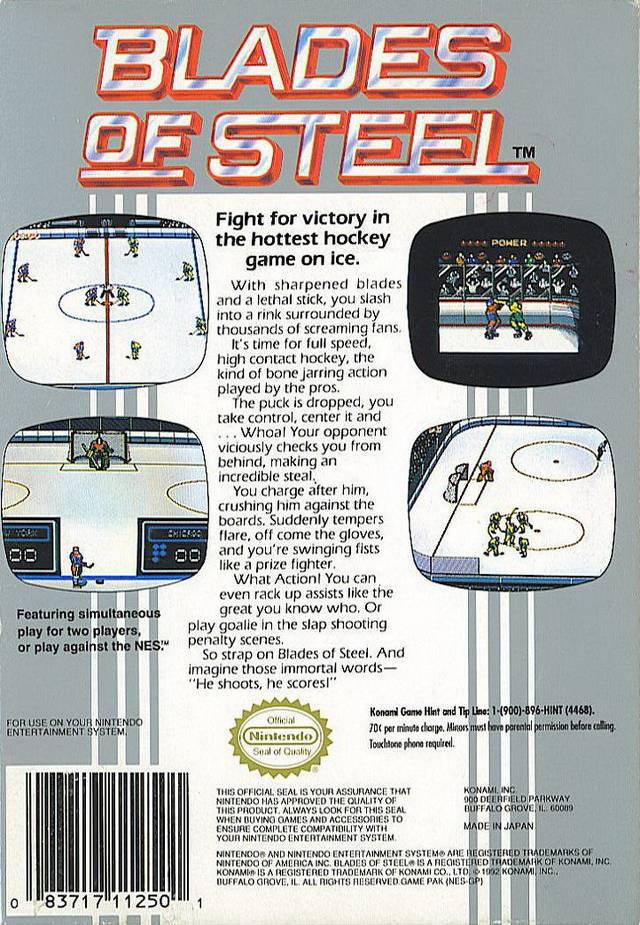 BLADES
OF STEEL™
Fight for victory in
the hottest hockey
game on ice.
With sharpened blades
and a lethal stick, you slash
into a rink surrounded by
thousands of screaming fans.
It's time for full speed,
high contact hockey, the
kind of bone jarring action
played by the pros.
The puck is dropped, you
take control, center it and
. . . Whoa! Your opponent
viciously checks you from
behind, making an
incredible steal.
You charge after him,
crushing him against the
boards. Suddenly tempers
flare, off come the gloves,
and you're swinging fists
like a prize fighter.
What Action! You can
even rack up assists like the
great you know who. Or
play goalie in the slap shooting
penalty scenes.
So strap on Blades of Steel. And
imagine those immortal words—
"He shoots, he scores!"
POWER
CHICAGO
00
00
Featuring simultaneous
play for two players,
or play against the NES.™
FOR USE ON YOUR NINTENDO
ENTERTAINMENT SYSTEM.
Official
Nintendo
Seal of Quality
Konami Game Hint and Tip Line: 1-(900)-896-HINT (4468).
70¢ per minute charge. Minors must have parental permission before calling.
Touchtone phone required.
THIS OFFICIAL SEAL IS YOUR ASSURANCE THAT
NINTENDO HAS APPROVED THE QUALITY OF
THIS PRODUCT. ALWAYS LOOK FOR THIS SEAL
WHEN BUYING GAMES AND ACCESSORIES TO
ENSURE COMPLETE COMPATIBILITY WITH
YOUR NINTENDO ENTERTAINMENT SYSTEM.
KONAMI, INC.
900 DEERFIELD PARKWAY
BUFFALO GROVE, IL. 60089
MADE IN JAPAN
NINTENDO® AND NINTENDO ENTERTAINMENT SYSTEM® ARE REGISTERED TRADEMARKS OF
NINTENDO OF AMERICA INC. BLADES OF STEEL® IS A REGISTERED TRADEMARK OF KONAMI, INC.
KONAMI® IS A REGISTERED TRADEMARK OF KONAMI CO., LTD. © 1992 KONAMI, INC.,
BUFFALO GROVE, IL. ALL RIGHTS RESERVED. GAME PAK (NES-GP)
0 83717 11250 1